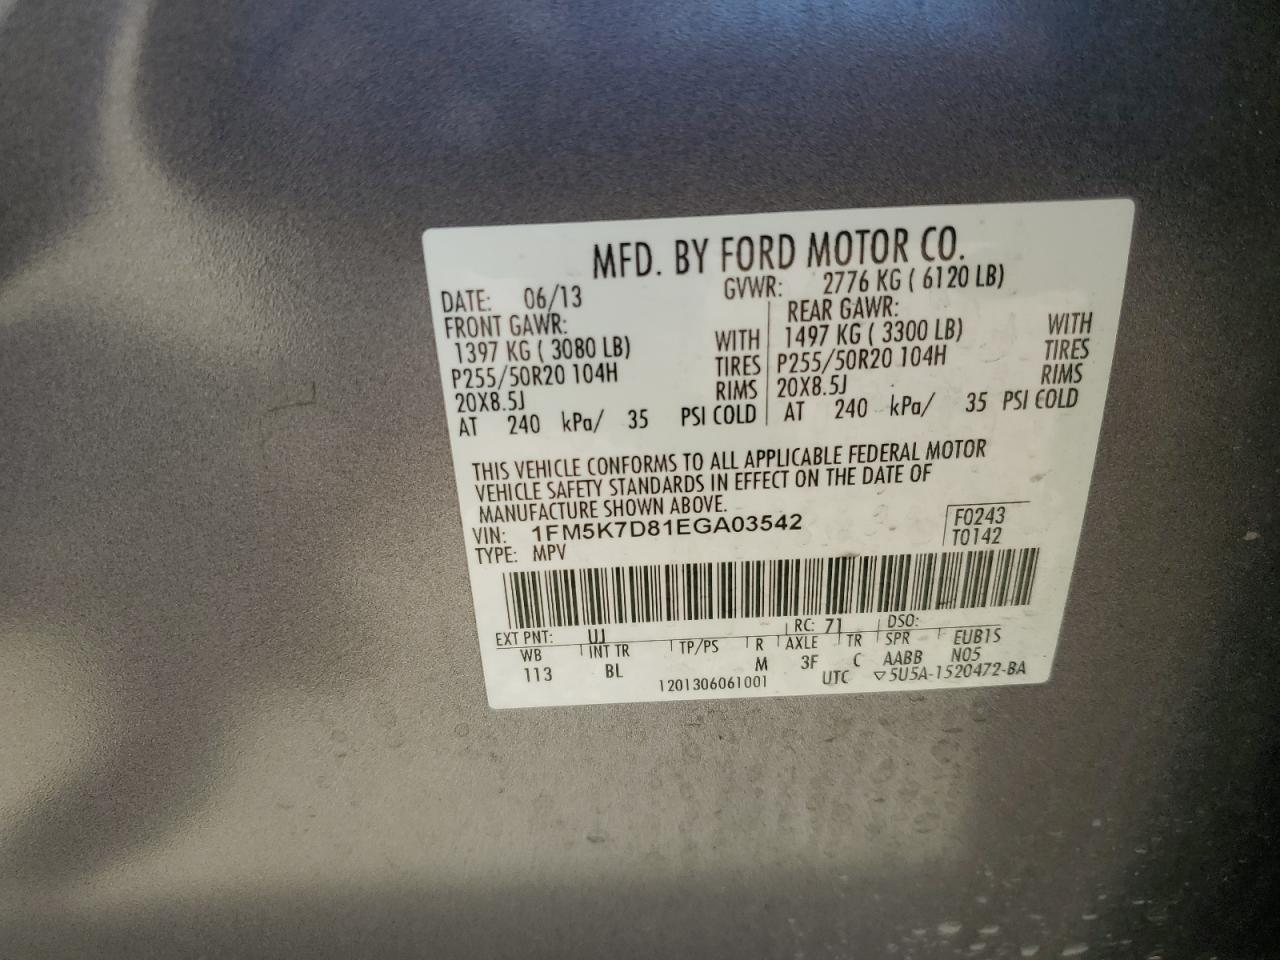 MFD. BY FORD MOTOR CO.
DATE: 06/13 GVWR: 2776 KG ( 6120 LB)
FRONT GAWR:
1397 KG ( 3080 LB) WITH
P255/50R20 104H TIRES
20X8.5J RIMS
AT 240 kPa/ 35 PSI COLD
REAR GAWR:
1497 KG ( 3300 LB) WITH
P255/50R20 104H TIRES
20X8.5J RIMS
AT 240 kPa/ 35 PSI COLD
THIS VEHICLE CONFORMS TO ALL APPLICABLE FEDERAL MOTOR
VEHICLE SAFETY STANDARDS IN EFFECT ON THE DATE OF
MANUFACTURE SHOWN ABOVE.
VIN: 1FM5K7D81EGA03542 F0243
TYPE: MPV T0142
EXT PNT: UJ RC: 71 DSO:
WB INT TR TP/PS R AXLE TR SPR EUB1S
113 BL M 3F C AABB N05
1201306061001 UTC ▽5U5A-1520472-BA